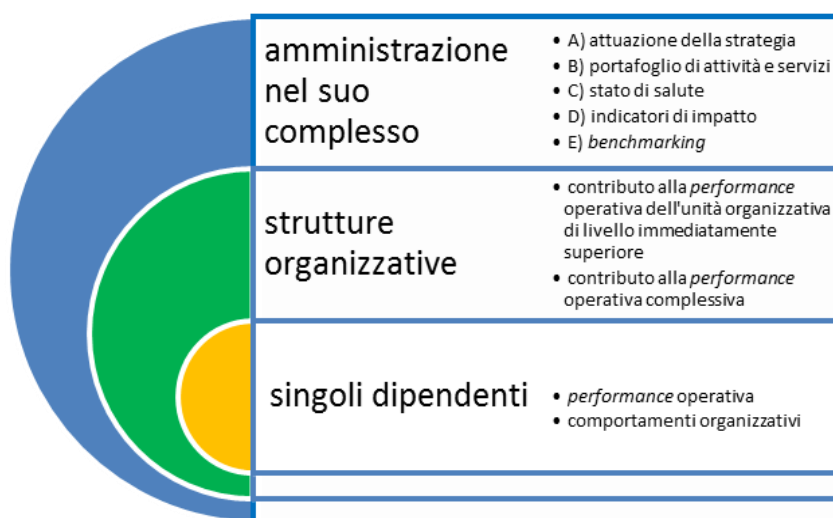 amministrazione
nel suo
complesso
• A) attuazione della strategia
• B) portafoglio di attività e servizi
• C) stato di salute
• D) indicatori di impatto
• E) benchmarking
strutture
organizzative
• contributo alla performance
operativa dell'unità organizzativa
di livello immediatamente
superiore
• contributo alla performance
operativa complessiva
singoli dipendenti
• performance operativa
• comportamenti organizzativi